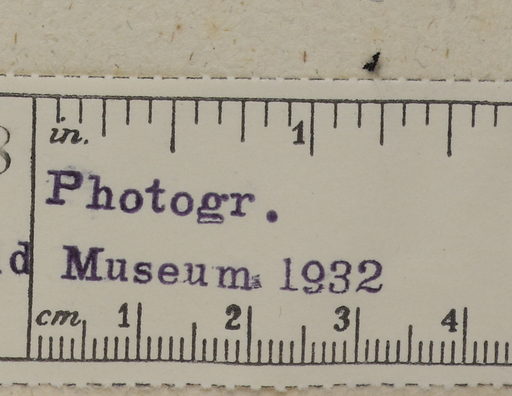 in. 1
Photogr.
Museum. 1932
cm. 1 2 3 4